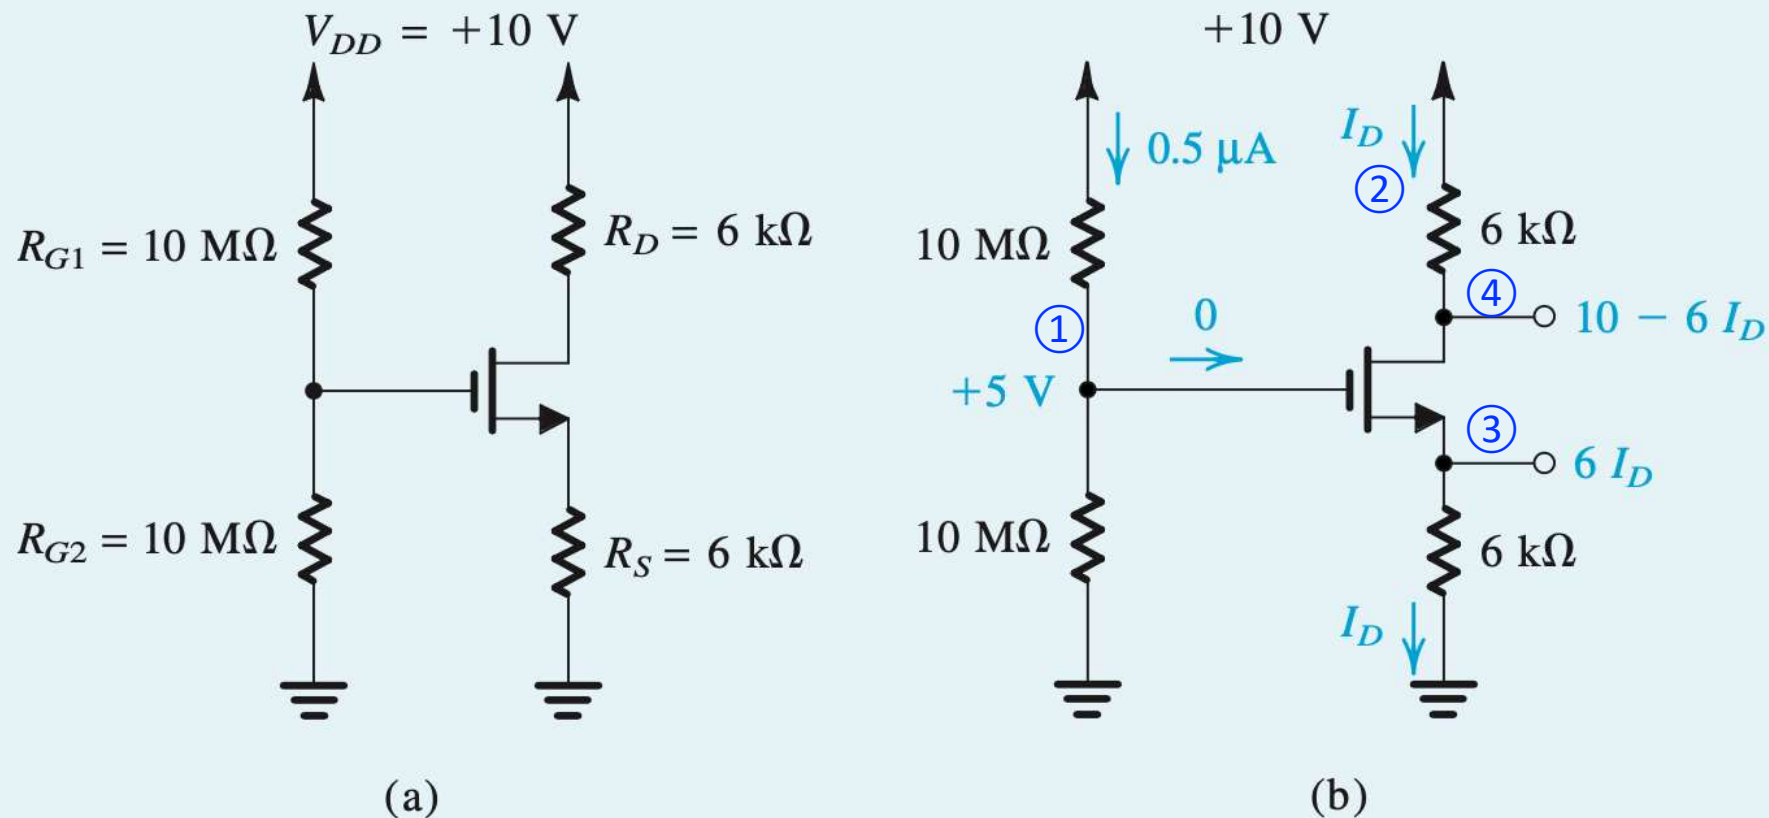 V_DD = +10 V
R_G1 = 10 MΩ
R_D = 6 kΩ
R_G2 = 10 MΩ
R_S = 6 kΩ
(a)
+10 V
0.5 μA
I_D
②
10 MΩ
6 kΩ
①
0
④
10 − 6 I_D
+5 V
③
6 I_D
10 MΩ
6 kΩ
I_D
(b)